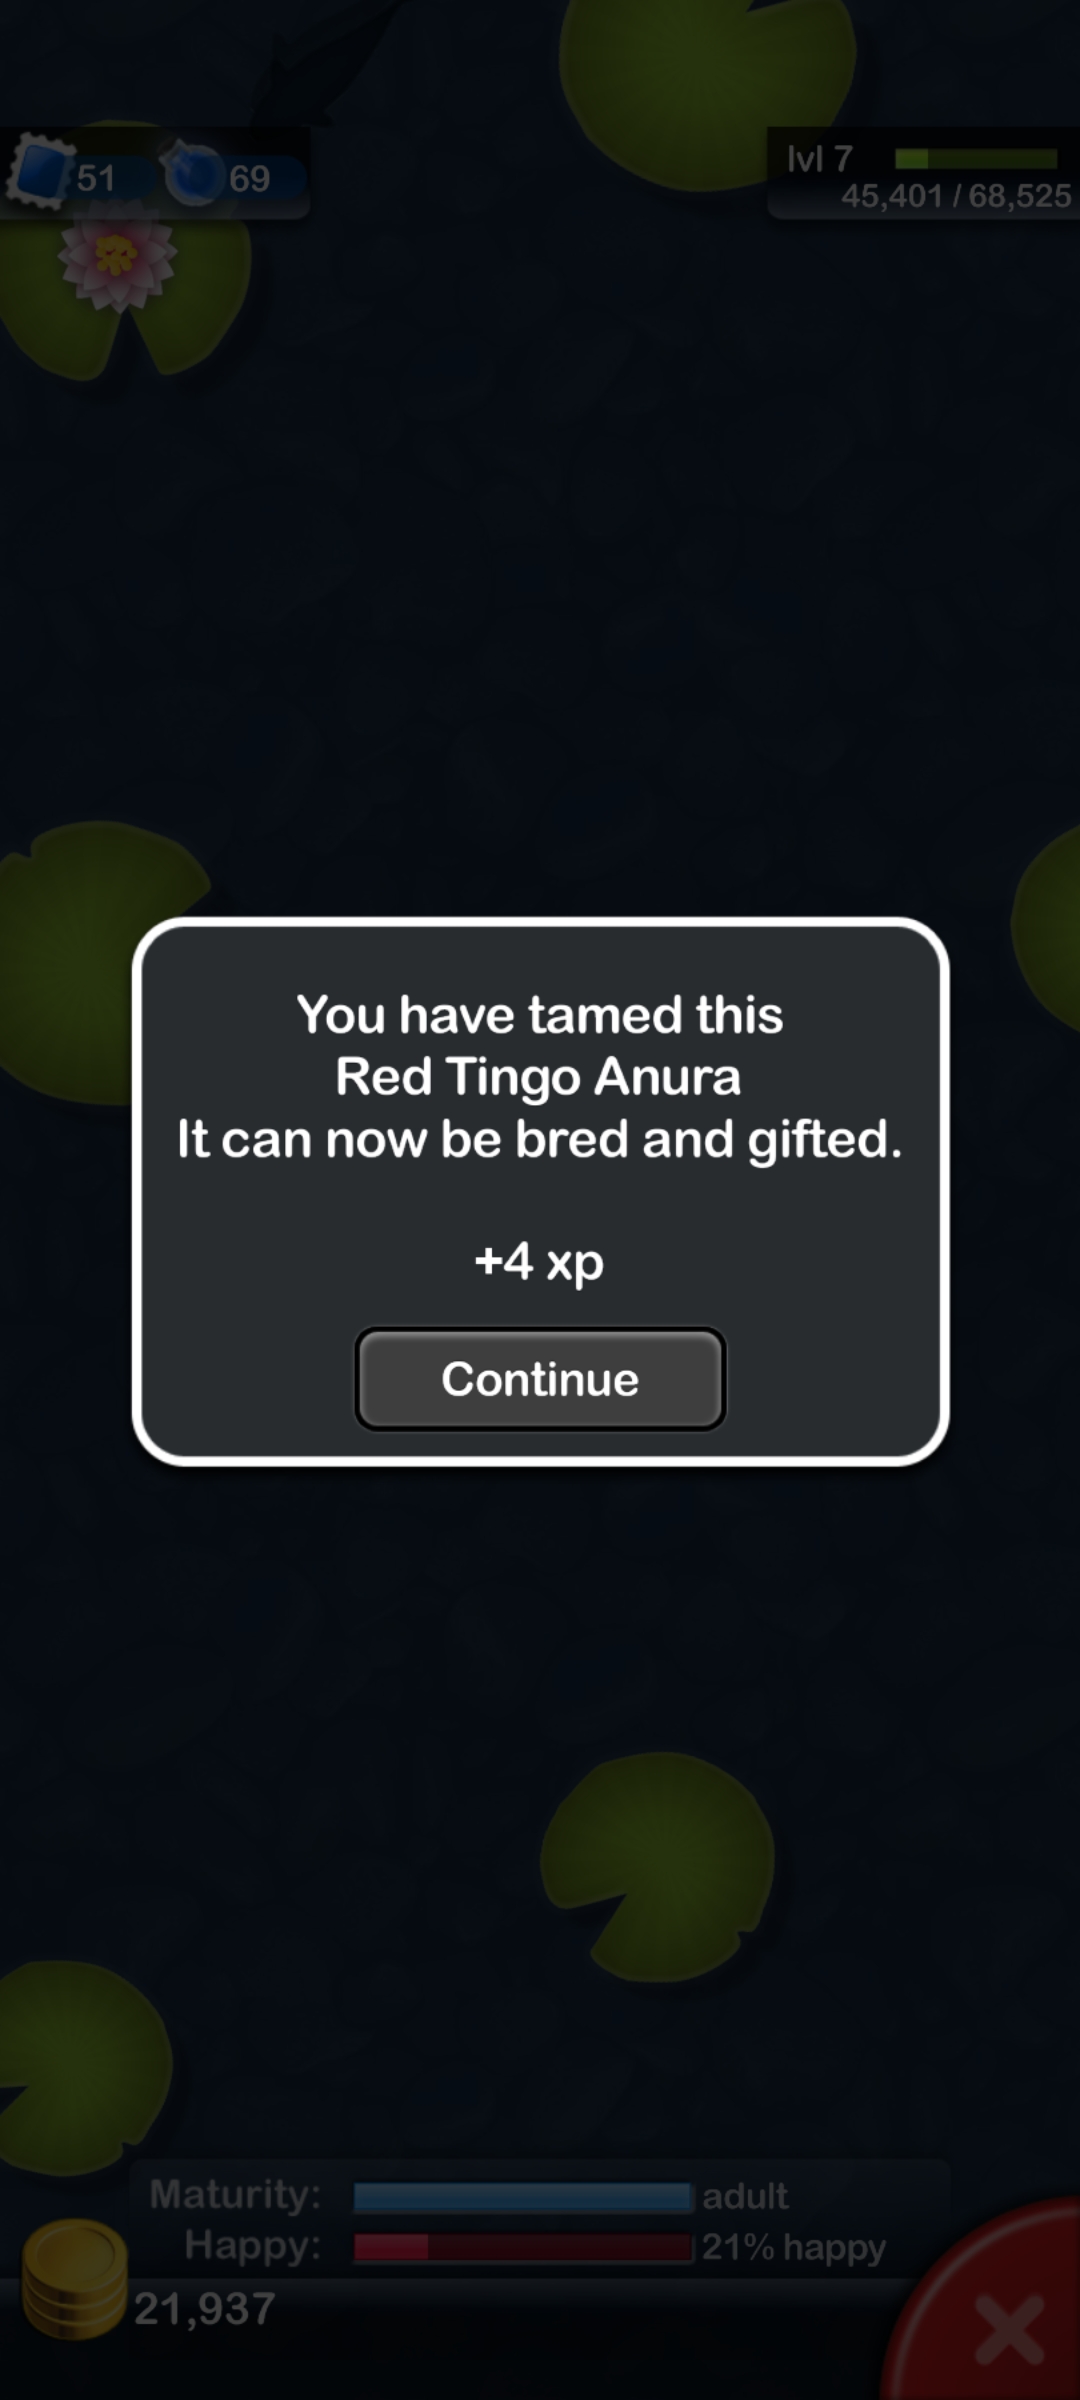 51
69
lvl 7
45,401 / 68,525
You have tamed this
Red Tingo Anura
It can now be bred and gifted.
+4 xp
Continue
Maturity: adult
Happy: 21% happy
21,937